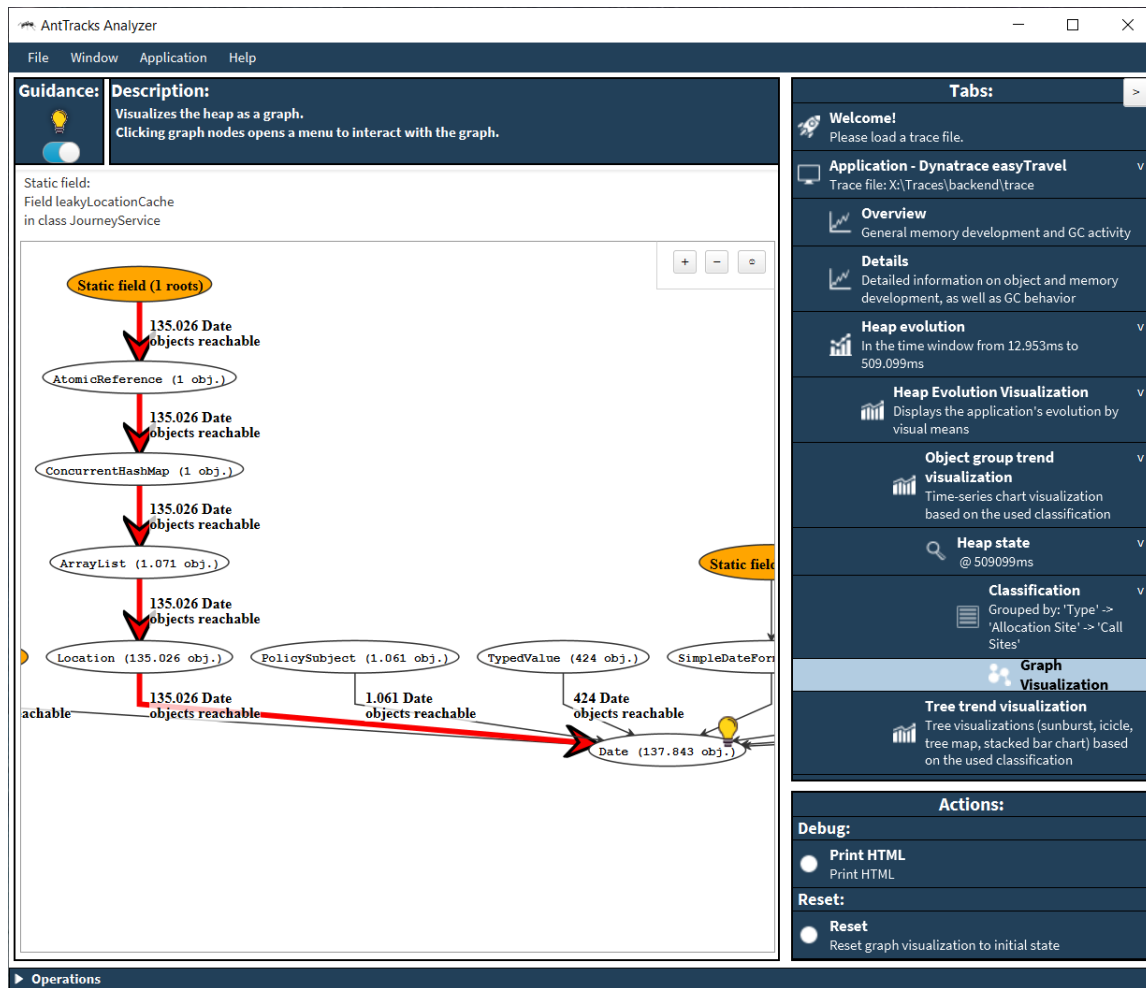 AntTracks Analyzer
File Window Application Help
Guidance:
Description:
Visualizes the heap as a graph.
Clicking graph nodes opens a menu to interact with the graph.
Static field:
Field leakyLocationCache
in class JourneyService
+ −
Static field (1 roots)
135.026 Date
objects reachable
AtomicReference (1 obj.)
135.026 Date
objects reachable
ConcurrentHashMap (1 obj.)
135.026 Date
objects reachable
ArrayList (1.071 obj.)
Static field
135.026 Date
objects reachable
Location (135.026 obj.)
PolicySubject (1.061 obj.)
TypedValue (424 obj.)
SimpleDateForm
achable
135.026 Date
objects reachable
1.061 Date
objects reachable
424 Date
objects reachable
Date (137.843 obj.)
Tabs:
>
Welcome!
Please load a trace file.
Application - Dynatrace easyTravel v
Trace file: X:\Traces\backend\trace
Overview
General memory development and GC activity
Details
Detailed information on object and memory
development, as well as GC behavior
Heap evolution v
In the time window from 12.953ms to
509.099ms
Heap Evolution Visualization v
Displays the application's evolution by
visual means
Object group trend v
visualization
Time-series chart visualization
based on the used classification
Heap state v
@ 509099ms
Classification v
Grouped by: 'Type' ->
'Allocation Site' -> 'Call
Sites'
Graph
Visualization
Tree trend visualization
Tree visualizations (sunburst, icicle,
tree map, stacked bar chart) based
on the used classification
Actions:
Debug:
Print HTML
Print HTML
Reset:
Reset
Reset graph visualization to initial state
Operations